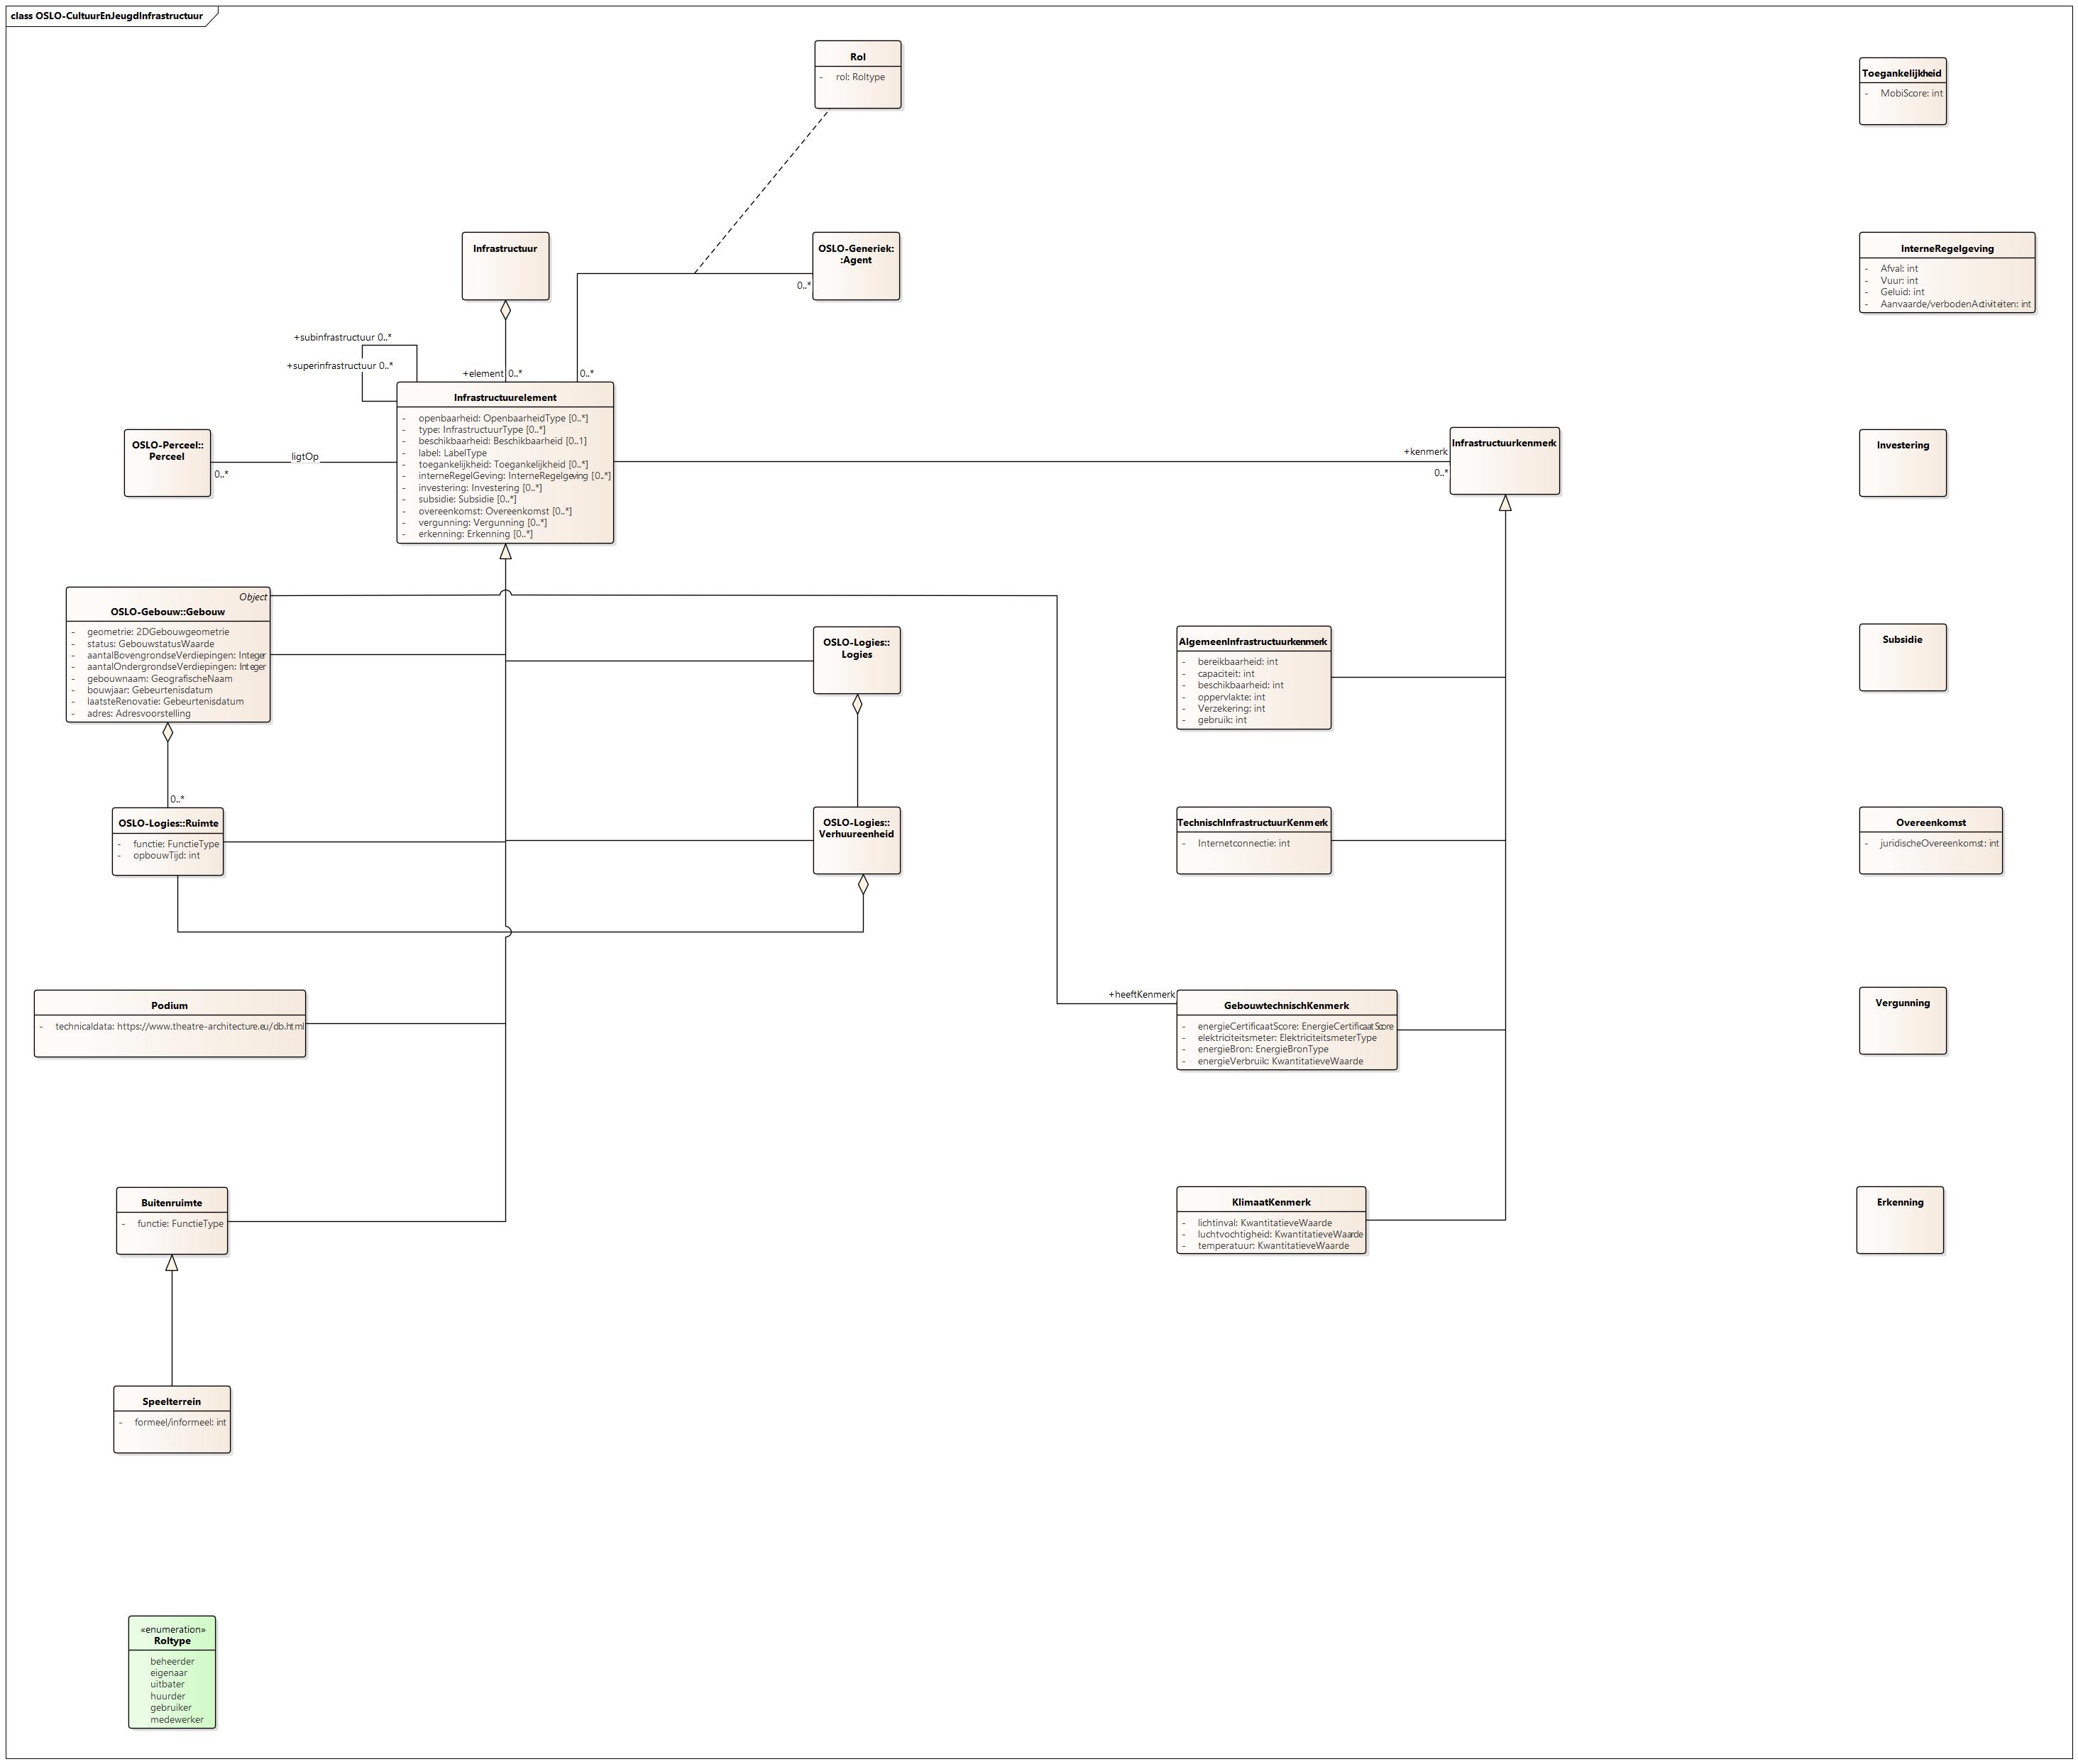 class OSLO-CultuurEnJeugdInfrastructuur
Rol
- rol: Roltype
Toegankelijkheid
- MobiScore: int
Infrastructuur
OSLO-Generiek:
:Agent
0..*
InterneRegelgeving
- Afval: int
- Vuur: int
- Geluid: int
- Aanvaarde/verbodenActiviteiten: int
+subinfrastructuur 0..*
+superinfrastructuur 0..*
+element 0..*
0..*
Infrastructuurelement
- openbaarheid: OpenbaarheidType [0..*]
- type: InfrastructuurType [0..*]
- beschikbaarheid: Beschikbaarheid [0..1]
- label: LabelType
- toegankelijkheid: Toegankelijkheid [0..*]
- interneRegelGeving: InterneRegelgeving [0..*]
- investering: Investering [0..*]
- subsidie: Subsidie [0..*]
- overeenkomst: Overeenkomst [0..*]
- vergunning: Vergunning [0..*]
- erkenning: Erkenning [0..*]
OSLO-Perceel::
Perceel
0..*
ligtOp
+kenmerk
0..*
Infrastructuurkenmerk
Investering
Object
OSLO-Gebouw::Gebouw
- geometrie: 2DGebouwgeometrie
- status: GebouwstatusWaarde
- aantalBovengrondseVerdiepingen: Integer
- aantalOndergrondseVerdiepingen: Integer
- gebouwnaam: GeografischeNaam
- bouwjaar: Gebeurtenisdatum
- laatsteRenovatie: Gebeurtenisdatum
- adres: Adresvoorstelling
OSLO-Logies::
Logies
AlgemeenInfrastructuurkenmerk
- bereikbaarheid: int
- capaciteit: int
- beschikbaarheid: int
- oppervlakte: int
- Verzekering: int
- gebruik: int
Subsidie
0..*
OSLO-Logies::Ruimte
- functie: FunctieType
- opbouwTijd: int
OSLO-Logies::
Verhuureenheid
TechnischInfrastructuurKenmerk
- Internetconnectie: int
Overeenkomst
- juridischeOvereenkomst: int
Podium
- technicaldata: https://www.theatre-architecture.eu/db.html
+heeftKenmerk
GebouwtechnischKenmerk
- energieCertificaatScore: EnergieCertificaatScore
- elektriciteitsmeter: ElektriciteitsmeterType
- energieBron: EnergieBronType
- energieVerbruik: KwantitatieveWaarde
Vergunning
Buitenruimte
- functie: FunctieType
KlimaatKenmerk
- lichtinval: KwantitatieveWaarde
- luchtvochtigheid: KwantitatieveWaarde
- temperatuur: KwantitatieveWaarde
Erkenning
Speelterrein
- formeel/informeel: int
«enumeration»
Roltype
beheerder
eigenaar
uitbater
huurder
gebruiker
medewerker